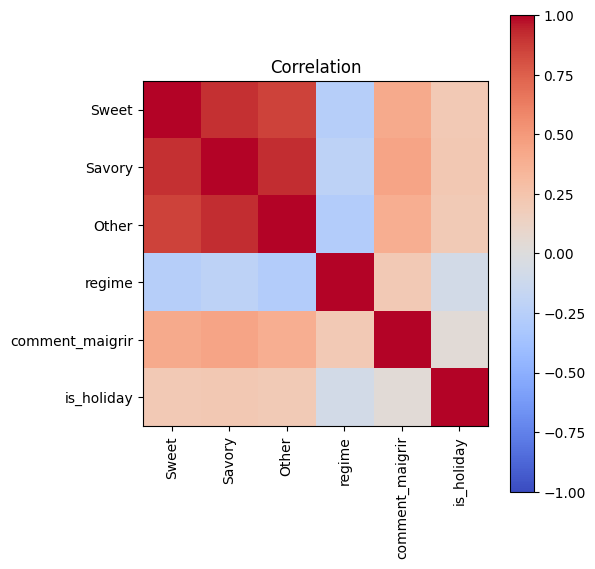 Correlation
Sweet
Savory
Other
regime
comment_maigrir
is_holiday
Sweet
Savory
Other
regime
comment_maigrir
is_holiday
1.00
0.75
0.50
0.25
0.00
−0.25
−0.50
−0.75
−1.00